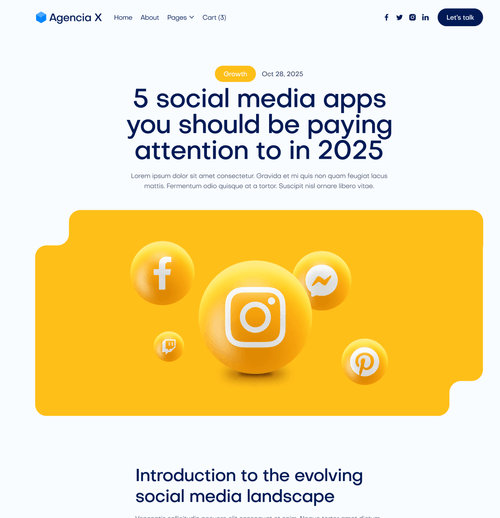 Agencia X
Home About Pages Cart (3)
Let's talk
Growth Oct 28, 2025
5 social media apps
you should be paying
attention to in 2025
Lorem ipsum dolor sit amet consectetur. Gravida et mi quis non quam feugiat lacus
mattis. Fermentum odio quisque at a tortor. Suscipit nisl ornare libero vitae.
Introduction to the evolving
social media landscape